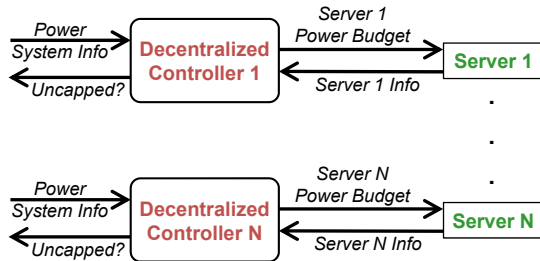 Power
System Info
Uncapped?
Decentralized
Controller 1
Server 1
Power Budget
Server 1 Info
Server 1
.
.
.
Power
System Info
Uncapped?
Decentralized
Controller N
Server N
Power Budget
Server N Info
Server N